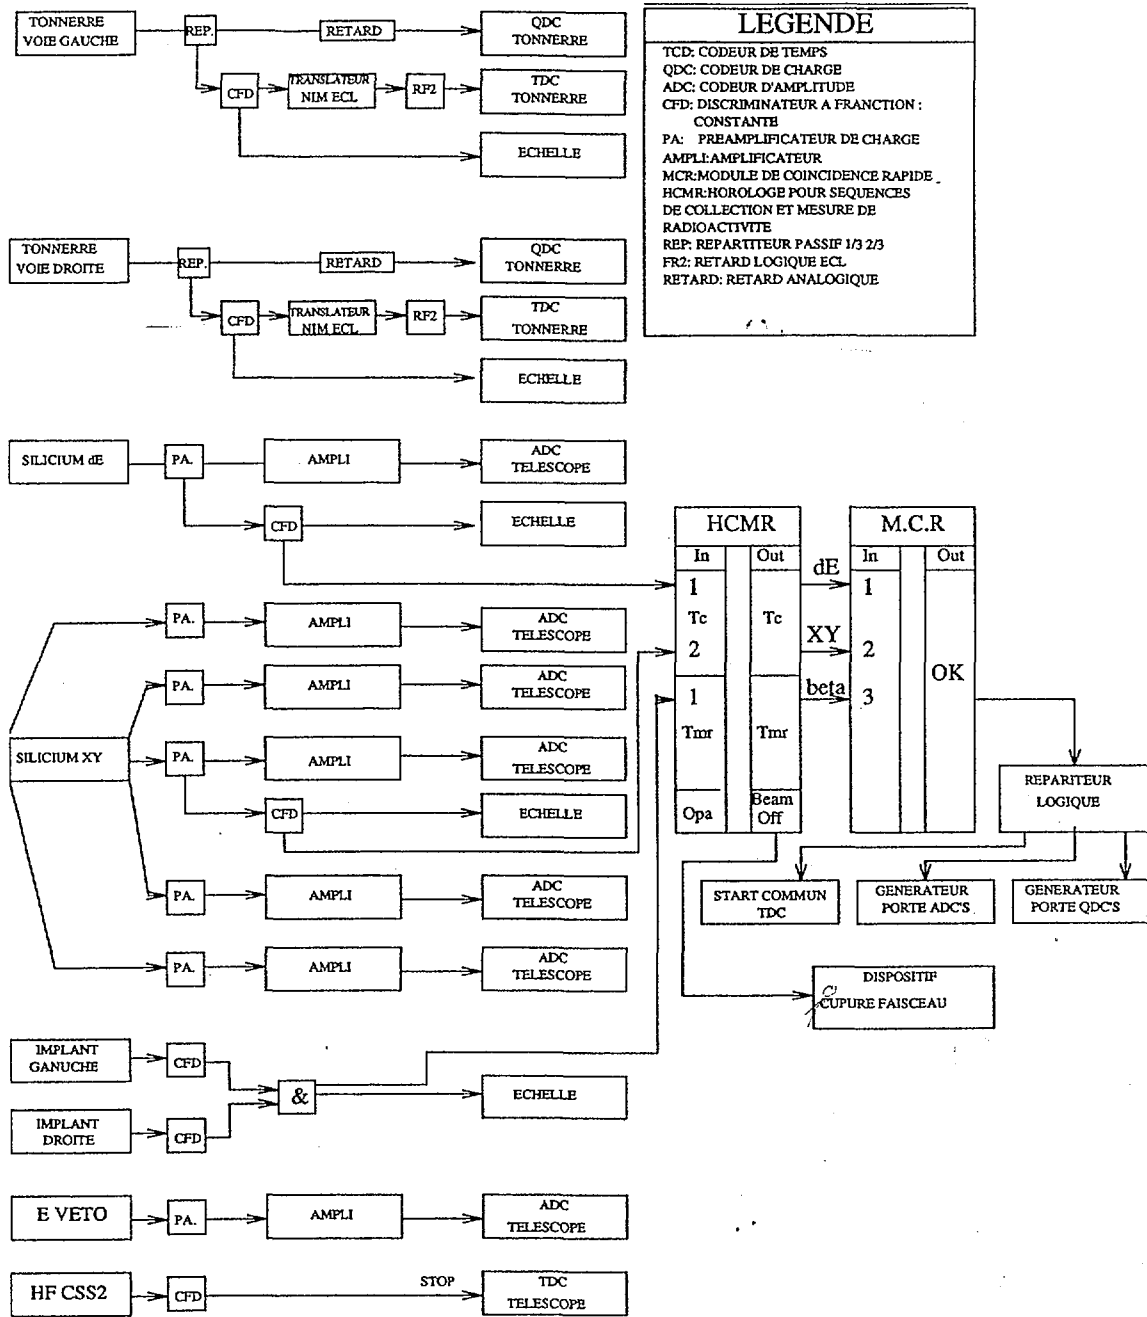 TONNERRE
VOIE GAUCHE
REP.
RETARD
QDC
TONNERRE
CFD
TRANSLATEUR
NIM ECL
RF2
TDC
TONNERRE
ECHELLE
LEGENDE
TCD: CODEUR DE TEMPS
QDC: CODEUR DE CHARGE
ADC: CODEUR D'AMPLITUDE
CFD: DISCRIMINATEUR A FRANCTION :
CONSTANTE
PA: PREAMPLIFICATEUR DE CHARGE
AMPLI:AMPLIFICATEUR
MCR:MODULE DE COINCIDENCE RAPIDE
HCMR:HOROLOGE POUR SEQUENCES
DE COLLECTION ET MESURE DE
RADIOACTIVITE
REP: REPARTITEUR PASSIF 1/3 2/3
FR2: RETARD LOGIQUE ECL
RETARD: RETARD ANALOGIQUE
TONNERRE
VOIE DROITE
REP.
RETARD
QDC
TONNERRE
CFD
TRANSLATEUR
NIM ECL
RF2
TDC
TONNERRE
ECHELLE
SILICIUM dE
PA.
AMPLI
ADC
TELESCOPE
CFD
ECHELLE
SILICIUM XY
PA.
AMPLI
ADC
TELESCOPE
PA.
AMPLI
ADC
TELESCOPE
PA.
AMPLI
ADC
TELESCOPE
CFD
ECHELLE
PA.
AMPLI
ADC
TELESCOPE
PA.
AMPLI
ADC
TELESCOPE
HCMR
In
Out
1
Tc
Tc
2
1
Tmr
Tmr
Opa
Beam
Off
dE
XY
beta
M.C.R
In
Out
1
2
3
OK
REPARITEUR
LOGIQUE
START COMMUN
TDC
GENERATEUR
PORTE ADC'S
GENERATEUR
PORTE QDC'S
DISPOSITIF
CUPURE FAISCEAU
IMPLANT
GANUCHE
CFD
IMPLANT
DROITE
CFD
&
ECHELLE
E VETO
PA.
AMPLI
ADC
TELESCOPE
HF CSS2
CFD
STOP
TDC
TELESCOPE